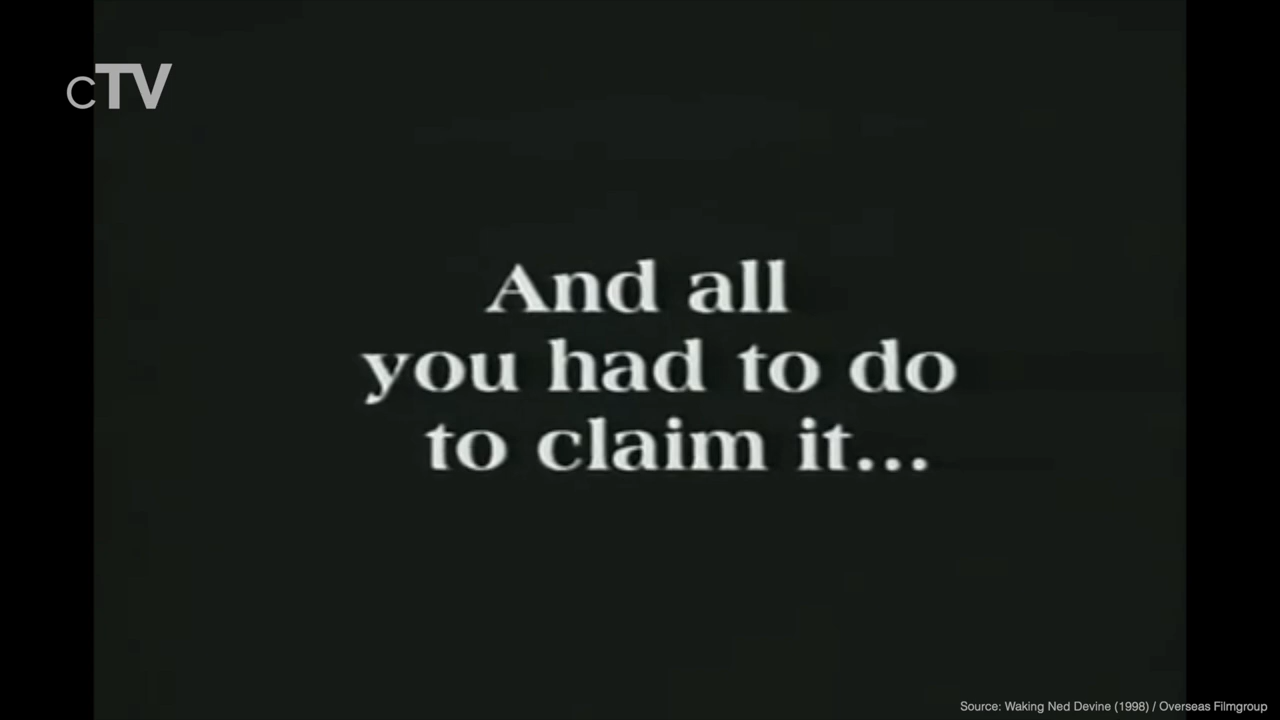 cTV
And all
you had to do
to claim it...
Source: Waking Ned Devine (1998) / Overseas Filmgroup